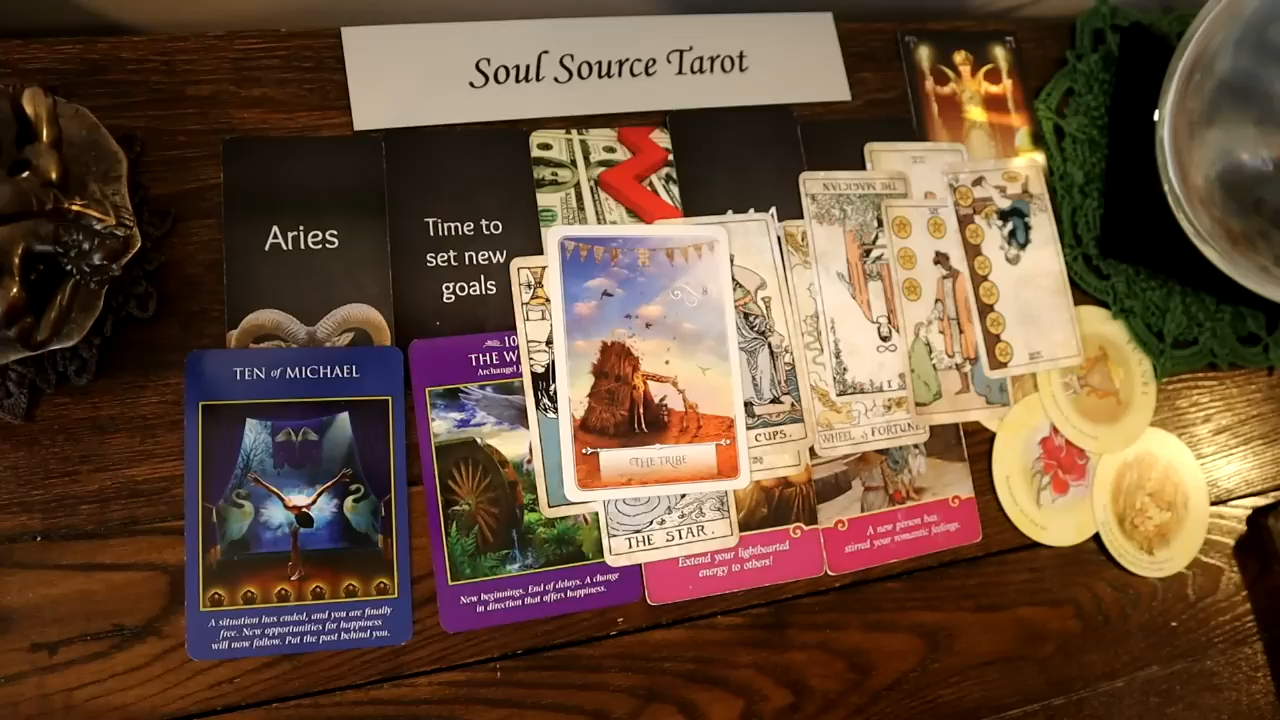 Soul Source Tarot
Aries
Time to
set new
goals
THE MAGICIAN
VI
8
TEN of MICHAEL
10
THE W
Archangel
THE TRIBE
CUPS.
WHEEL of FORTUNE
THE STAR.
A situation has ended, and you are finally
free. New opportunities for happiness
will now follow. Put the past behind you.
New beginnings. End of delays. A change
in direction that offers happiness.
Extend your lighthearted
energy to others!
A new person has
stirred your romantic feelings.